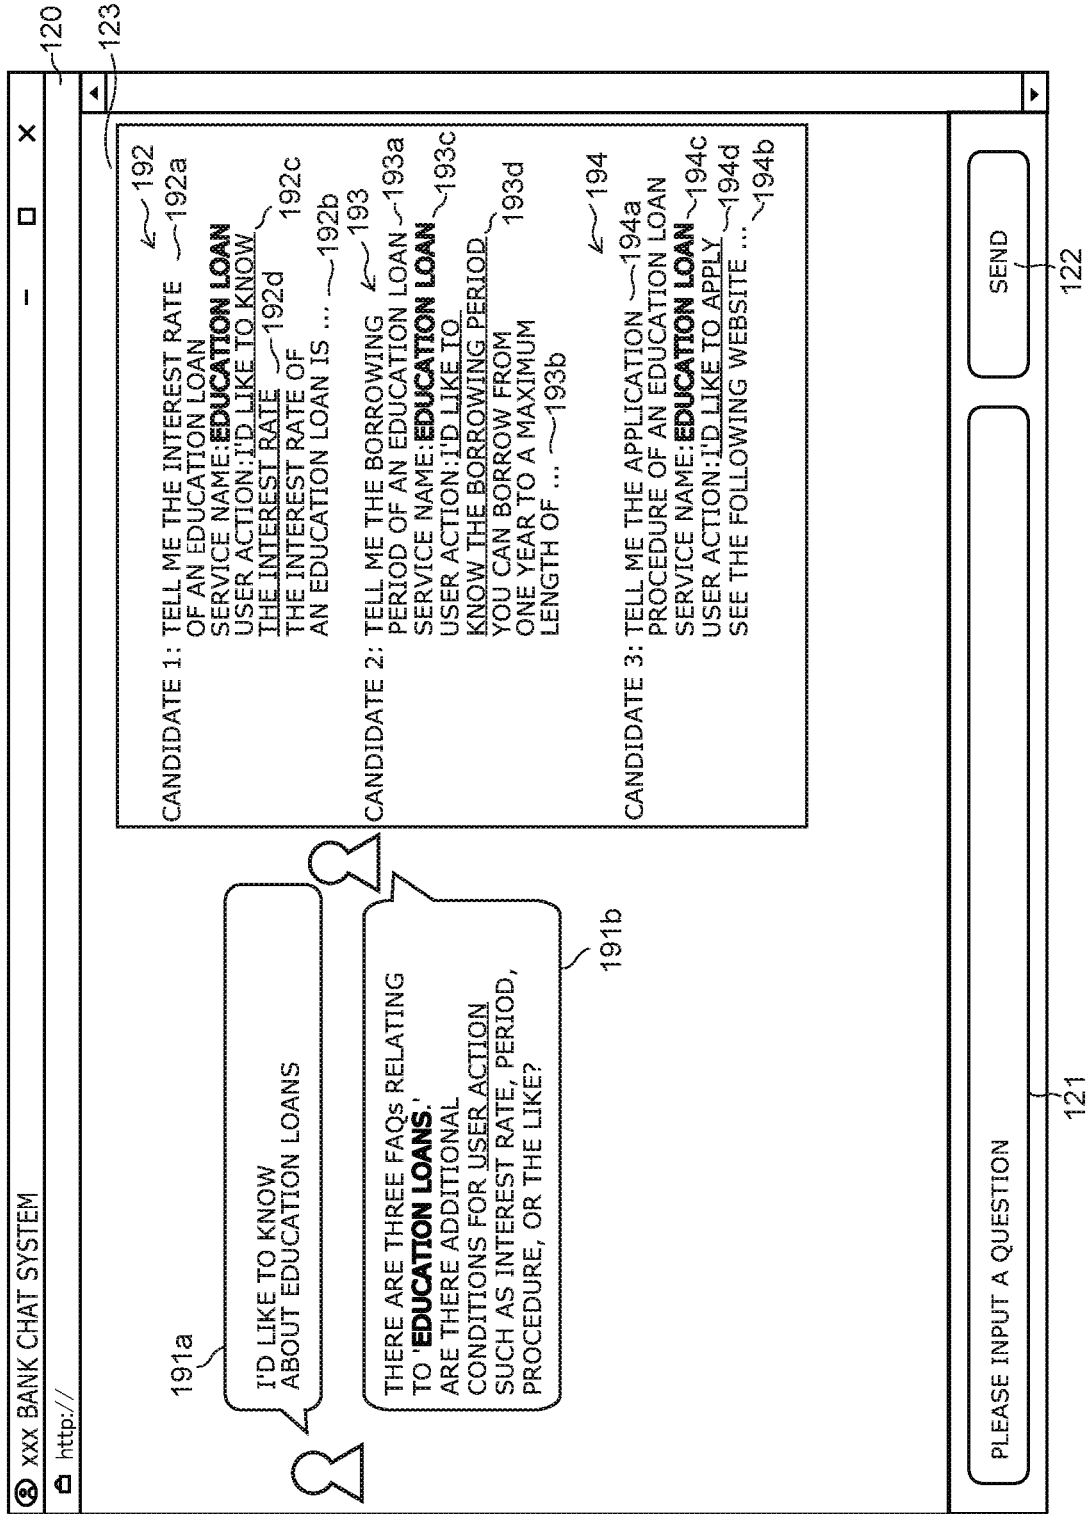 xxx BANK CHAT SYSTEM
http://
120
123
191a
I'D LIKE TO KNOW
ABOUT EDUCATION LOANS
THERE ARE THREE FAQs RELATING
TO 'EDUCATION LOANS.'
ARE THERE ADDITIONAL
CONDITIONS FOR USER ACTION
SUCH AS INTEREST RATE, PERIOD,
PROCEDURE, OR THE LIKE?
191b
192
CANDIDATE 1: TELL ME THE INTEREST RATE 192a
OF AN EDUCATION LOAN
SERVICE NAME:EDUCATION LOAN
USER ACTION:I'D LIKE TO KNOW 192c
THE INTEREST RATE 192d
THE INTEREST RATE OF
AN EDUCATION LOAN IS ... 192b
193
CANDIDATE 2: TELL ME THE BORROWING
PERIOD OF AN EDUCATION LOAN 193a
SERVICE NAME:EDUCATION LOAN 193c
USER ACTION:I'D LIKE TO
KNOW THE BORROWING PERIOD 193d
YOU CAN BORROW FROM
ONE YEAR TO A MAXIMUM
LENGTH OF ... 193b
194
CANDIDATE 3: TELL ME THE APPLICATION 194a
PROCEDURE OF AN EDUCATION LOAN
SERVICE NAME:EDUCATION LOAN 194c
USER ACTION:I'D LIKE TO APPLY 194d
SEE THE FOLLOWING WEBSITE ... 194b
PLEASE INPUT A QUESTION
SEND
121
122